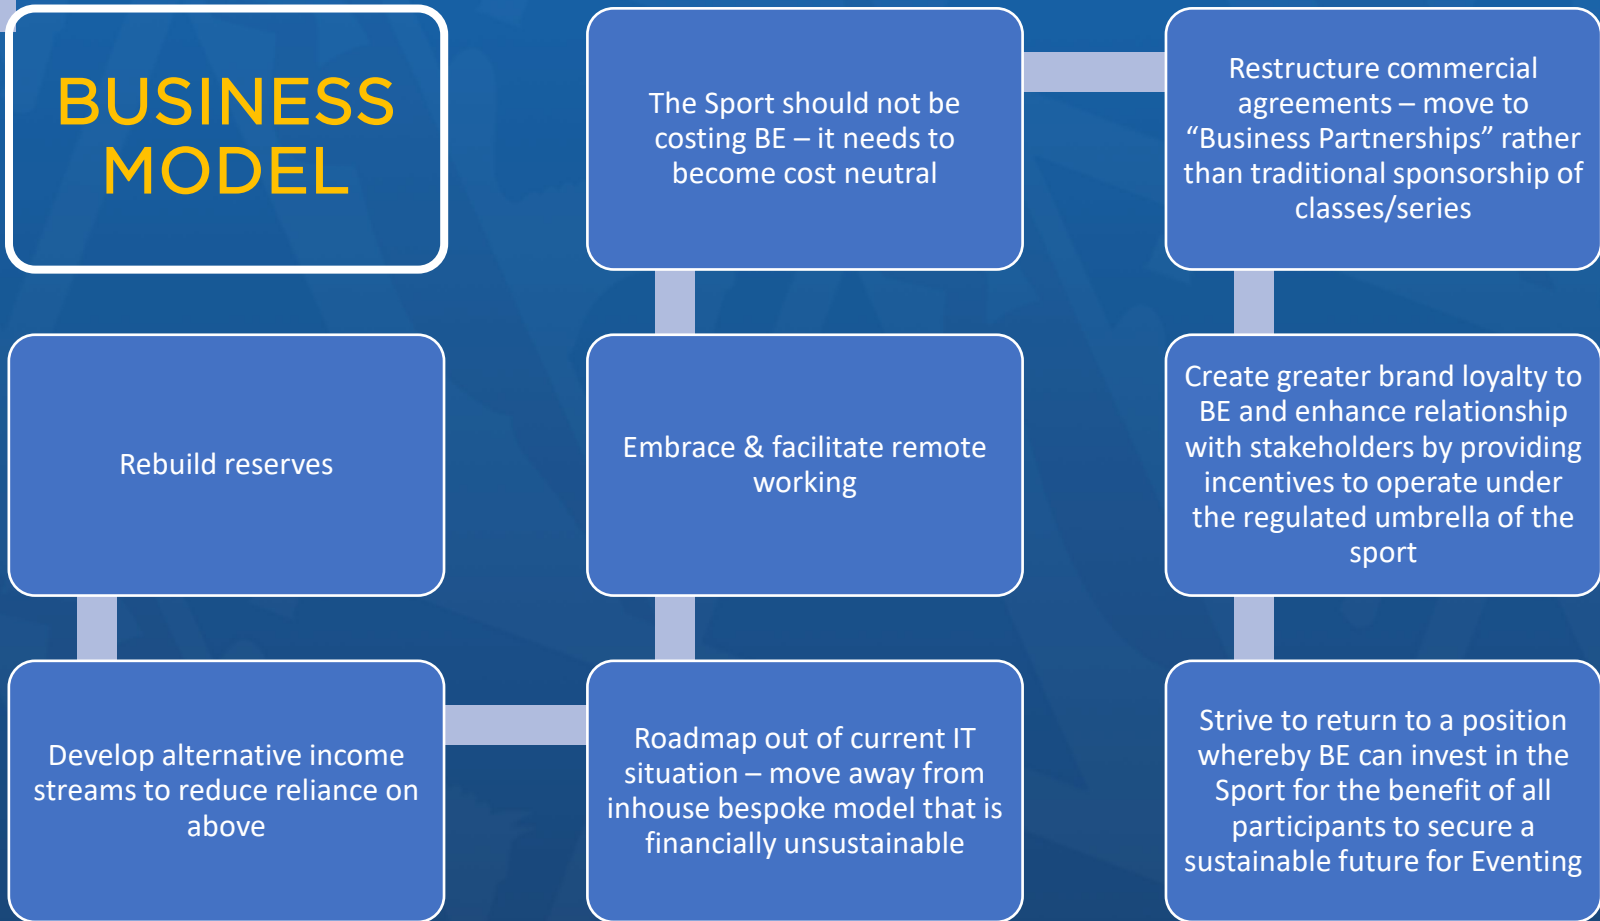 BUSINESS
MODEL
Rebuild reserves
Develop alternative income
streams to reduce reliance on
above
Roadmap out of current IT
situation – move away from
inhouse bespoke model that is
financially unsustainable
Embrace & facilitate remote
working
The Sport should not be
costing BE – it needs to
become cost neutral
Restructure commercial
agreements – move to
“Business Partnerships” rather
than traditional sponsorship of
classes/series
Create greater brand loyalty to
BE and enhance relationship
with stakeholders by providing
incentives to operate under
the regulated umbrella of the
sport
Strive to return to a position
whereby BE can invest in the
Sport for the benefit of all
participants to secure a
sustainable future for Eventing